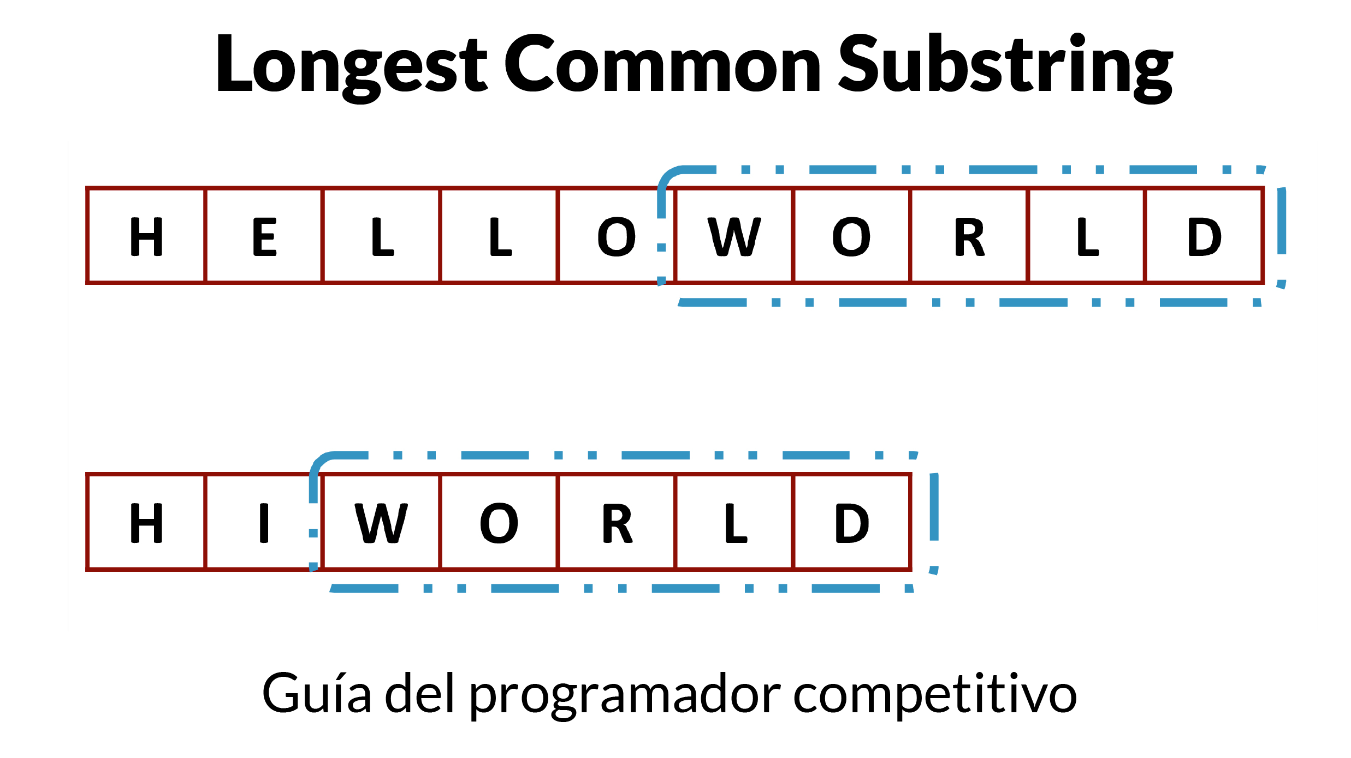 Longest Common Substring
H E L L O W O R L D
H I W O R L D
Guía del programador competitivo